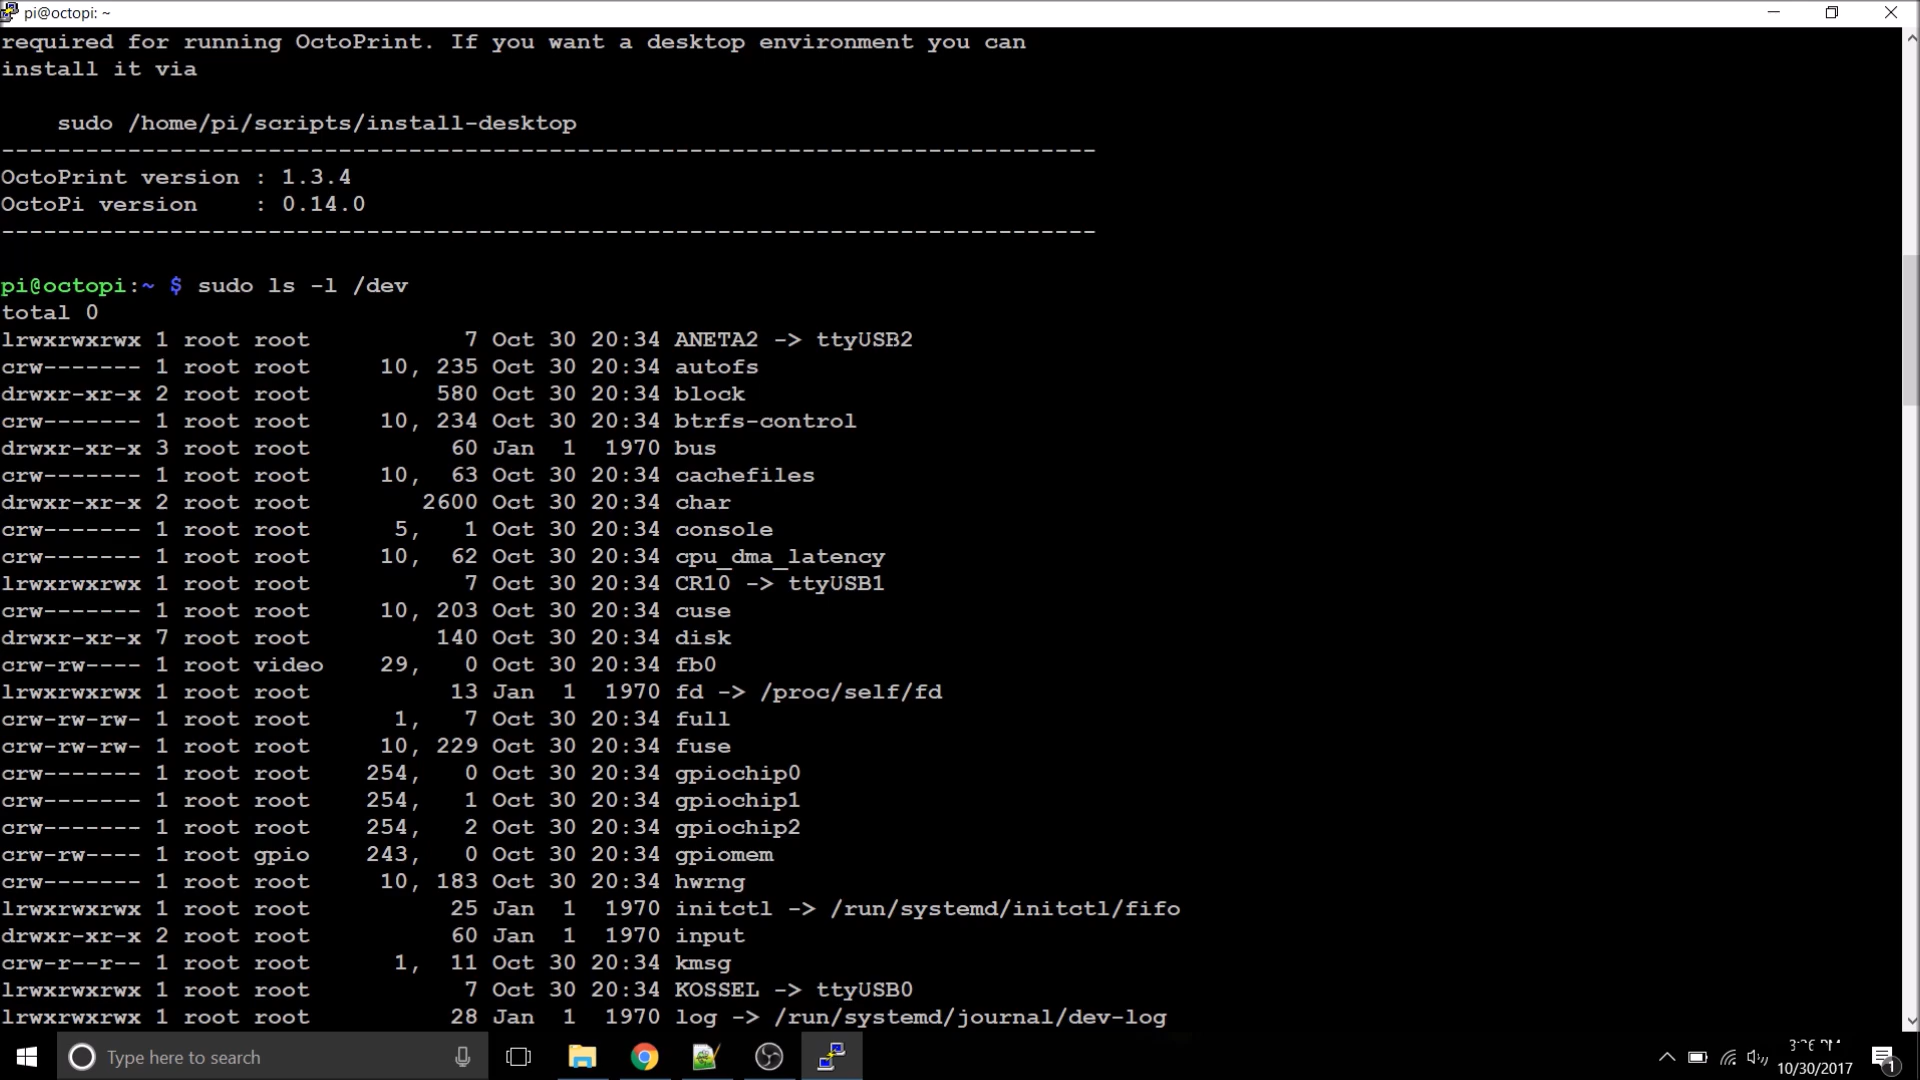 pi@octopi: ~
required for running OctoPrint. If you want a desktop environment you can
install it via
sudo /home/pi/scripts/install-desktop
------------------------------------------------------------------------------
OctoPrint version : 1.3.4
OctoPi version    : 0.14.0
------------------------------------------------------------------------------
pi@octopi:~ $ sudo ls -l /dev
total 0
lrwxrwxrwx 1 root root           7 Oct 30 20:34 ANETA2 -> ttyUSB2
crw------- 1 root root     10, 235 Oct 30 20:34 autofs
drwxr-xr-x 2 root root         580 Oct 30 20:34 block
crw------- 1 root root     10, 234 Oct 30 20:34 btrfs-control
drwxr-xr-x 3 root root          60 Jan  1  1970 bus
crw------- 1 root root     10,  63 Oct 30 20:34 cachefiles
drwxr-xr-x 2 root root        2600 Oct 30 20:34 char
crw------- 1 root root      5,   1 Oct 30 20:34 console
crw------- 1 root root     10,  62 Oct 30 20:34 cpu_dma_latency
lrwxrwxrwx 1 root root           7 Oct 30 20:34 CR10 -> ttyUSB1
crw------- 1 root root     10, 203 Oct 30 20:34 cuse
drwxr-xr-x 7 root root         140 Oct 30 20:34 disk
crw-rw---- 1 root video    29,   0 Oct 30 20:34 fb0
lrwxrwxrwx 1 root root          13 Jan  1  1970 fd -> /proc/self/fd
crw-rw-rw- 1 root root      1,   7 Oct 30 20:34 full
crw-rw-rw- 1 root root     10, 229 Oct 30 20:34 fuse
crw------- 1 root root    254,   0 Oct 30 20:34 gpiochip0
crw------- 1 root root    254,   1 Oct 30 20:34 gpiochip1
crw------- 1 root root    254,   2 Oct 30 20:34 gpiochip2
crw-rw---- 1 root gpio    243,   0 Oct 30 20:34 gpiomem
crw------- 1 root root     10, 183 Oct 30 20:34 hwrng
lrwxrwxrwx 1 root root          25 Jan  1  1970 initctl -> /run/systemd/initctl/fifo
drwxr-xr-x 2 root root          60 Jan  1  1970 input
crw-r--r-- 1 root root      1,  11 Oct 30 20:34 kmsg
lrwxrwxrwx 1 root root           7 Oct 30 20:34 KOSSEL -> ttyUSB0
lrwxrwxrwx 1 root root          28 Jan  1  1970 log -> /run/systemd/journal/dev-log
Type here to search
10/30/2017
1